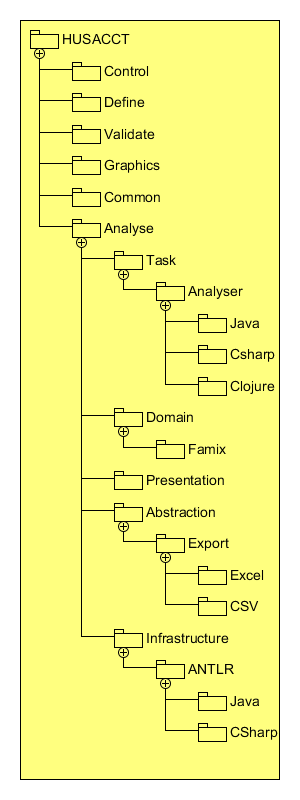 HUSACCT
Control
Define
Validate
Graphics
Common
Analyse
Task
Analyser
Java
Csharp
Clojure
Domain
Famix
Presentation
Abstraction
Export
Excel
CSV
Infrastructure
ANTLR
Java
CSharp